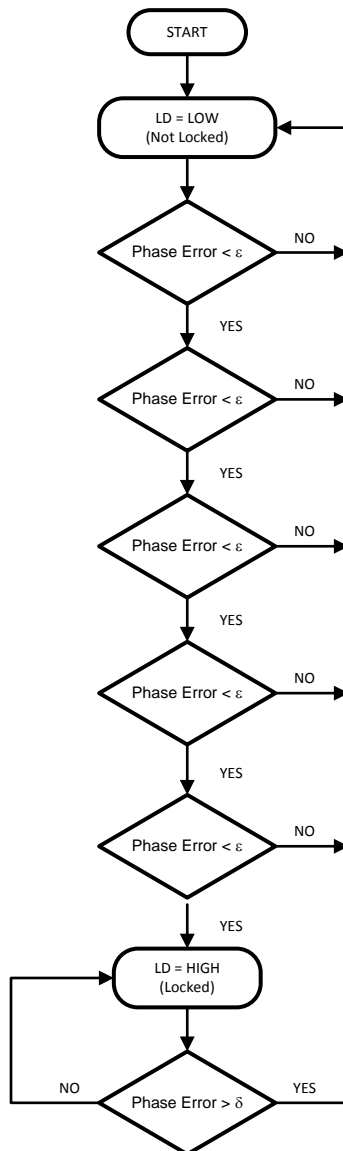 START
LD = LOW
(Not Locked)
Phase Error < ε
NO
YES
Phase Error < ε
NO
YES
Phase Error < ε
NO
YES
Phase Error < ε
NO
YES
Phase Error < ε
NO
YES
LD = HIGH
(Locked)
NO
Phase Error > δ
YES